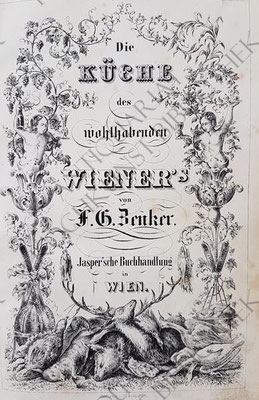 Die
KÜCHE
des
wohlhabenden
WIENER'S
von
F. G. Zenker.
Jasper'sche Buchhandlung
in
WIEN.